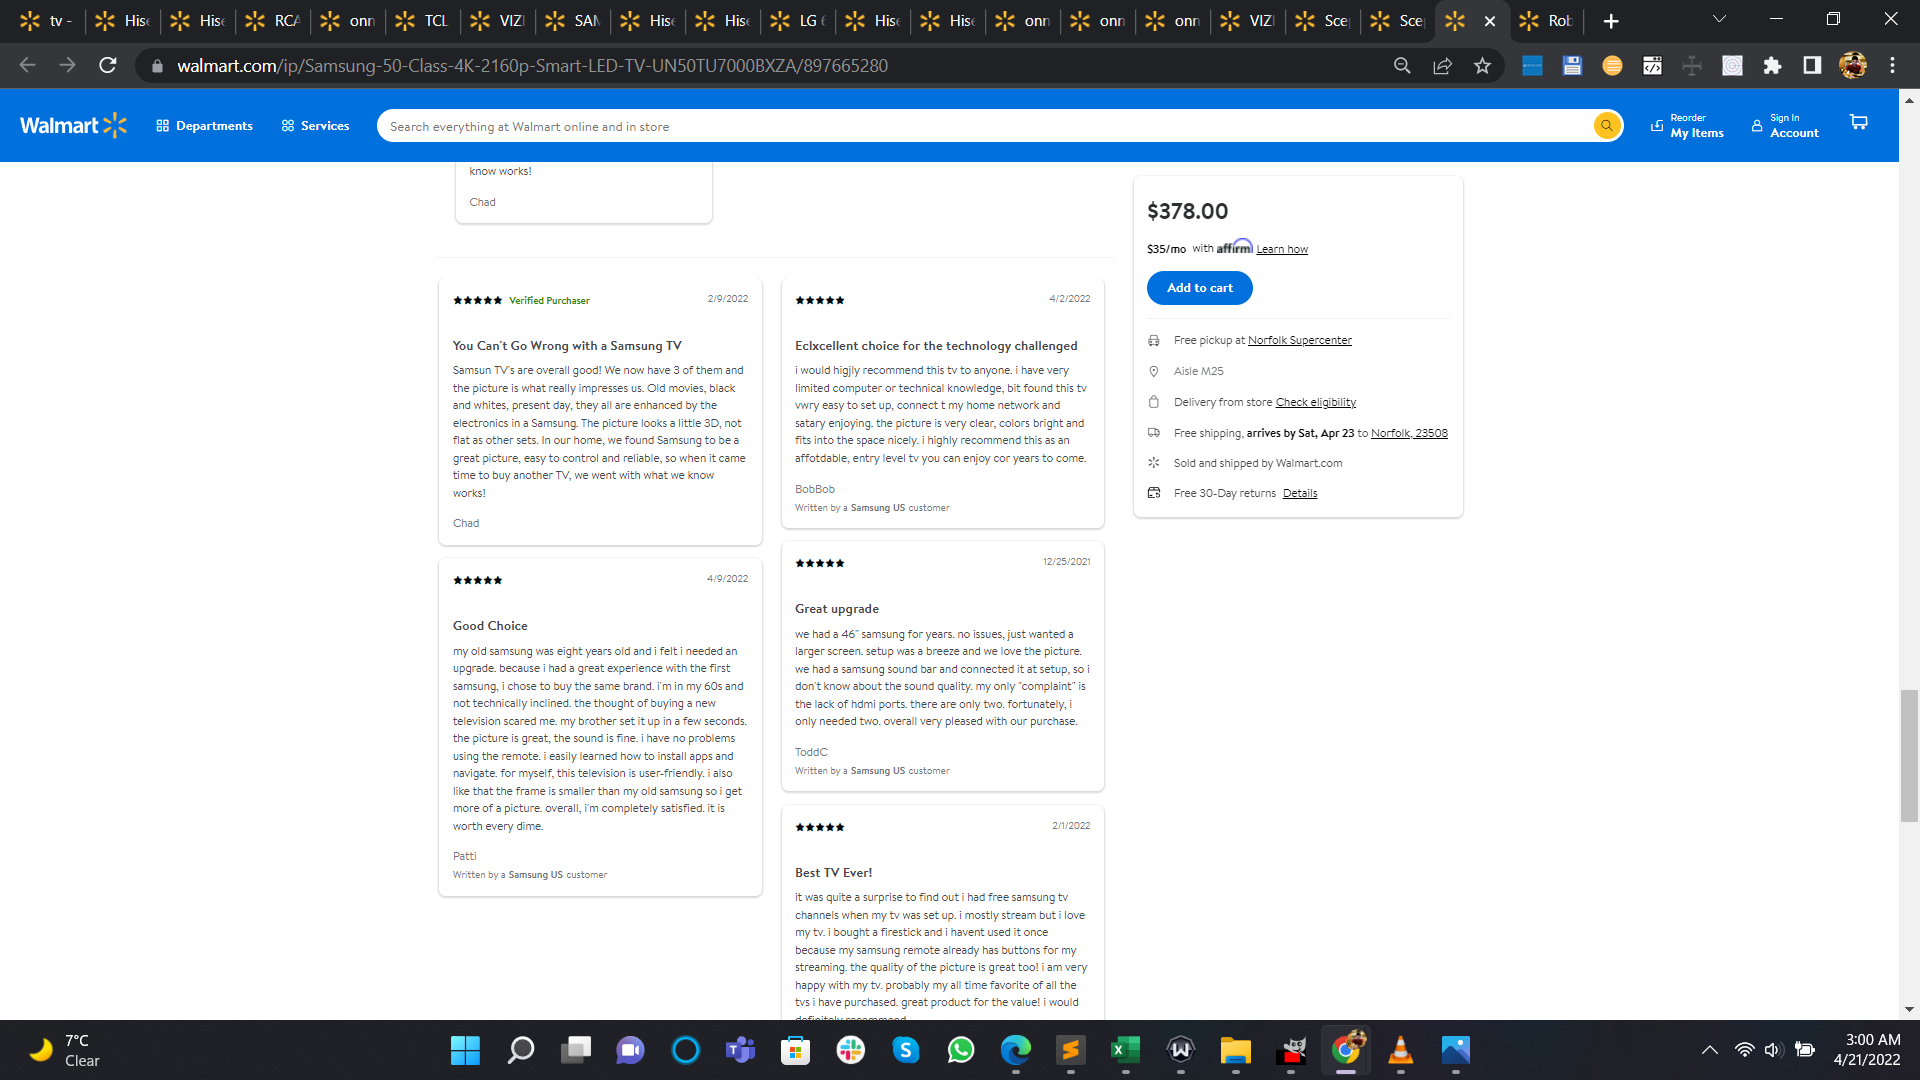 tv -
Hise
Hise
RCA
onn
TCL
VIZI
SAM
Hise
Hise
LG 6
Hise
Hise
onn
onn
onn
VIZI
Scep
Scep
Rob
walmart.com/ip/Samsung-50-Class-4K-2160p-Smart-LED-TV-UN50TU7000BXZA/897665280
Walmart
Departments
Services
Search everything at Walmart online and in store
Reorder
My Items
Sign In
Account
know works!
Chad
Verified Purchaser
2/9/2022
You Can't Go Wrong with a Samsung TV
Samsun TV's are overall good! We now have 3 of them and
the picture is what really impresses us. Old movies, black
and whites, present day, they all are enhanced by the
electronics in a Samsung. The picture looks a little 3D, not
flat as other sets. In our home, we found Samsung to be a
great picture, easy to control and reliable, so when it came
time to buy another TV, we went with what we know
works!
Chad
4/9/2022
Good Choice
my old samsung was eight years old and i felt i needed an
upgrade. because i had a great experience with the first
samsung, i chose to buy the same brand. i'm in my 60s and
not technically inclined. the thought of buying a new
television scared me. my brother set it up in a few seconds.
the picture is great, the sound is fine. i have no problems
using the remote. i easily learned how to install apps and
navigate. for myself, this television is user-friendly. i also
like that the frame is smaller than my old samsung so i get
more of a picture. overall, i'm completely satisfied. it is
worth every dime.
Patti
Written by a Samsung US customer
4/2/2022
Eclxcellent choice for the technology challenged
i would higjly recommend this tv to anyone. i have very
limited computer or technical knowledge, bit found this tv
vwry easy to set up, connect t my home network and
satary enjoying. the picture is very clear, colors bright and
fits into the space nicely. i highly recommend this as an
affotdable, entry level tv you can enjoy cor years to come.
BobBob
Written by a Samsung US customer
12/25/2021
Great upgrade
we had a 46" samsung for years. no issues, just wanted a
larger screen. setup was a breeze and we love the picture.
we had a samsung sound bar and connected it at setup, so i
don't know about the sound quality. my only "complaint" is
the lack of hdmi ports. there are only two. fortunately, i
only needed two. overall very pleased with our purchase.
ToddC
Written by a Samsung US customer
2/1/2022
Best TV Ever!
it was quite a surprise to find out i had free samsung tv
channels when my tv was set up. i mostly stream but i love
my tv. i bought a firestick and i havent used it once
because my samsung remote already has buttons for my
streaming. the quality of the picture is great too! i am very
happy with my tv. probably my all time favorite of all the
tvs i have purchased. great product for the value! i would
definitely recommend
$378.00
$35/mo with affirm Learn how
Add to cart
Free pickup at Norfolk Supercenter
Aisle M25
Delivery from store Check eligibility
Free shipping, arrives by Sat, Apr 23 to Norfolk, 23508
Sold and shipped by Walmart.com
Free 30-Day returns Details
7°C
Clear
3:00 AM
4/21/2022